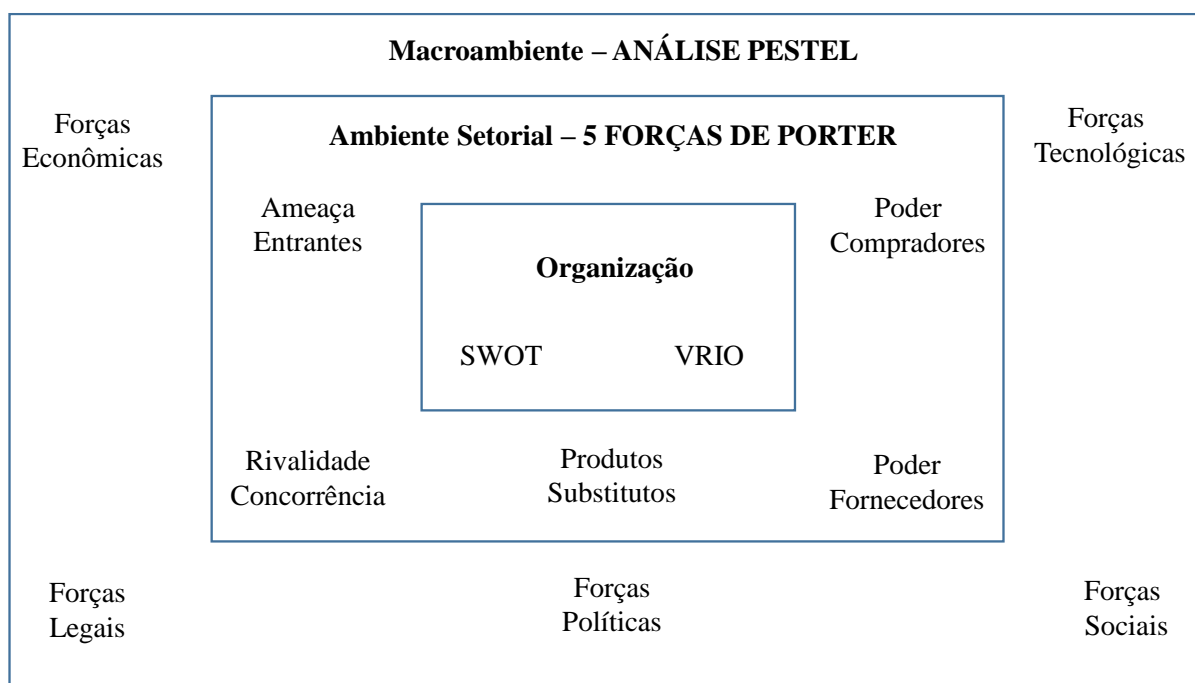 Macroambiente – ANÁLISE PESTEL
Forças
Econômicas
Ambiente Setorial – 5 FORÇAS DE PORTER
Forças
Tecnológicas
Ameaça
Entrantes
Organização
SWOT
VRIO
Poder
Compradores
Rivalidade
Concorrência
Produtos
Substitutos
Poder
Fornecedores
Forças
Legais
Forças
Políticas
Forças
Sociais